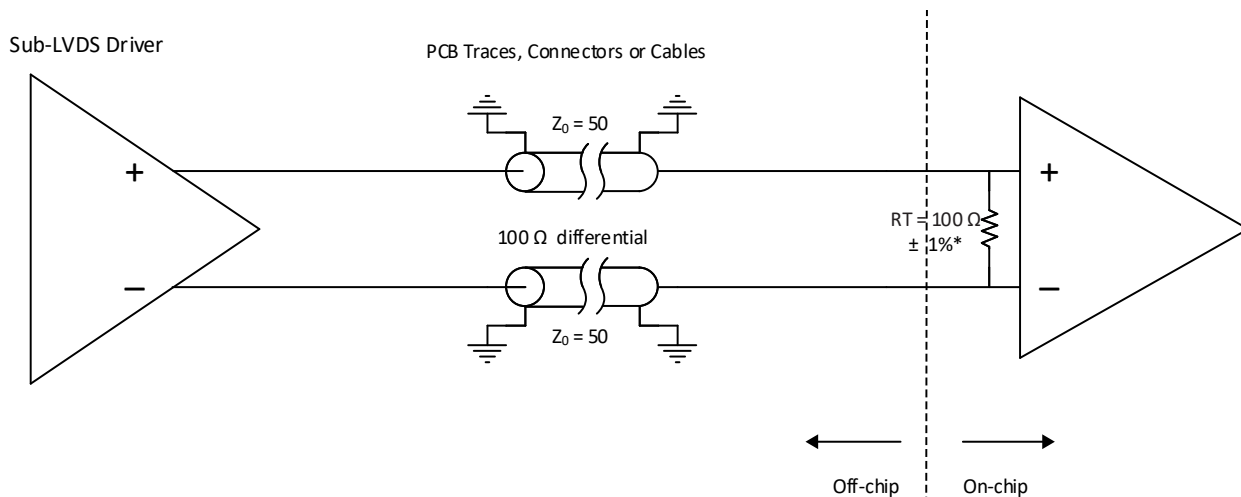 Sub-LVDS Driver
PCB Traces, Connectors or Cables
Z0 = 50
+
+
RT = 100 Ω
± 1%*
100 Ω differential
−
−
Z0 = 50
Off-chip
On-chip